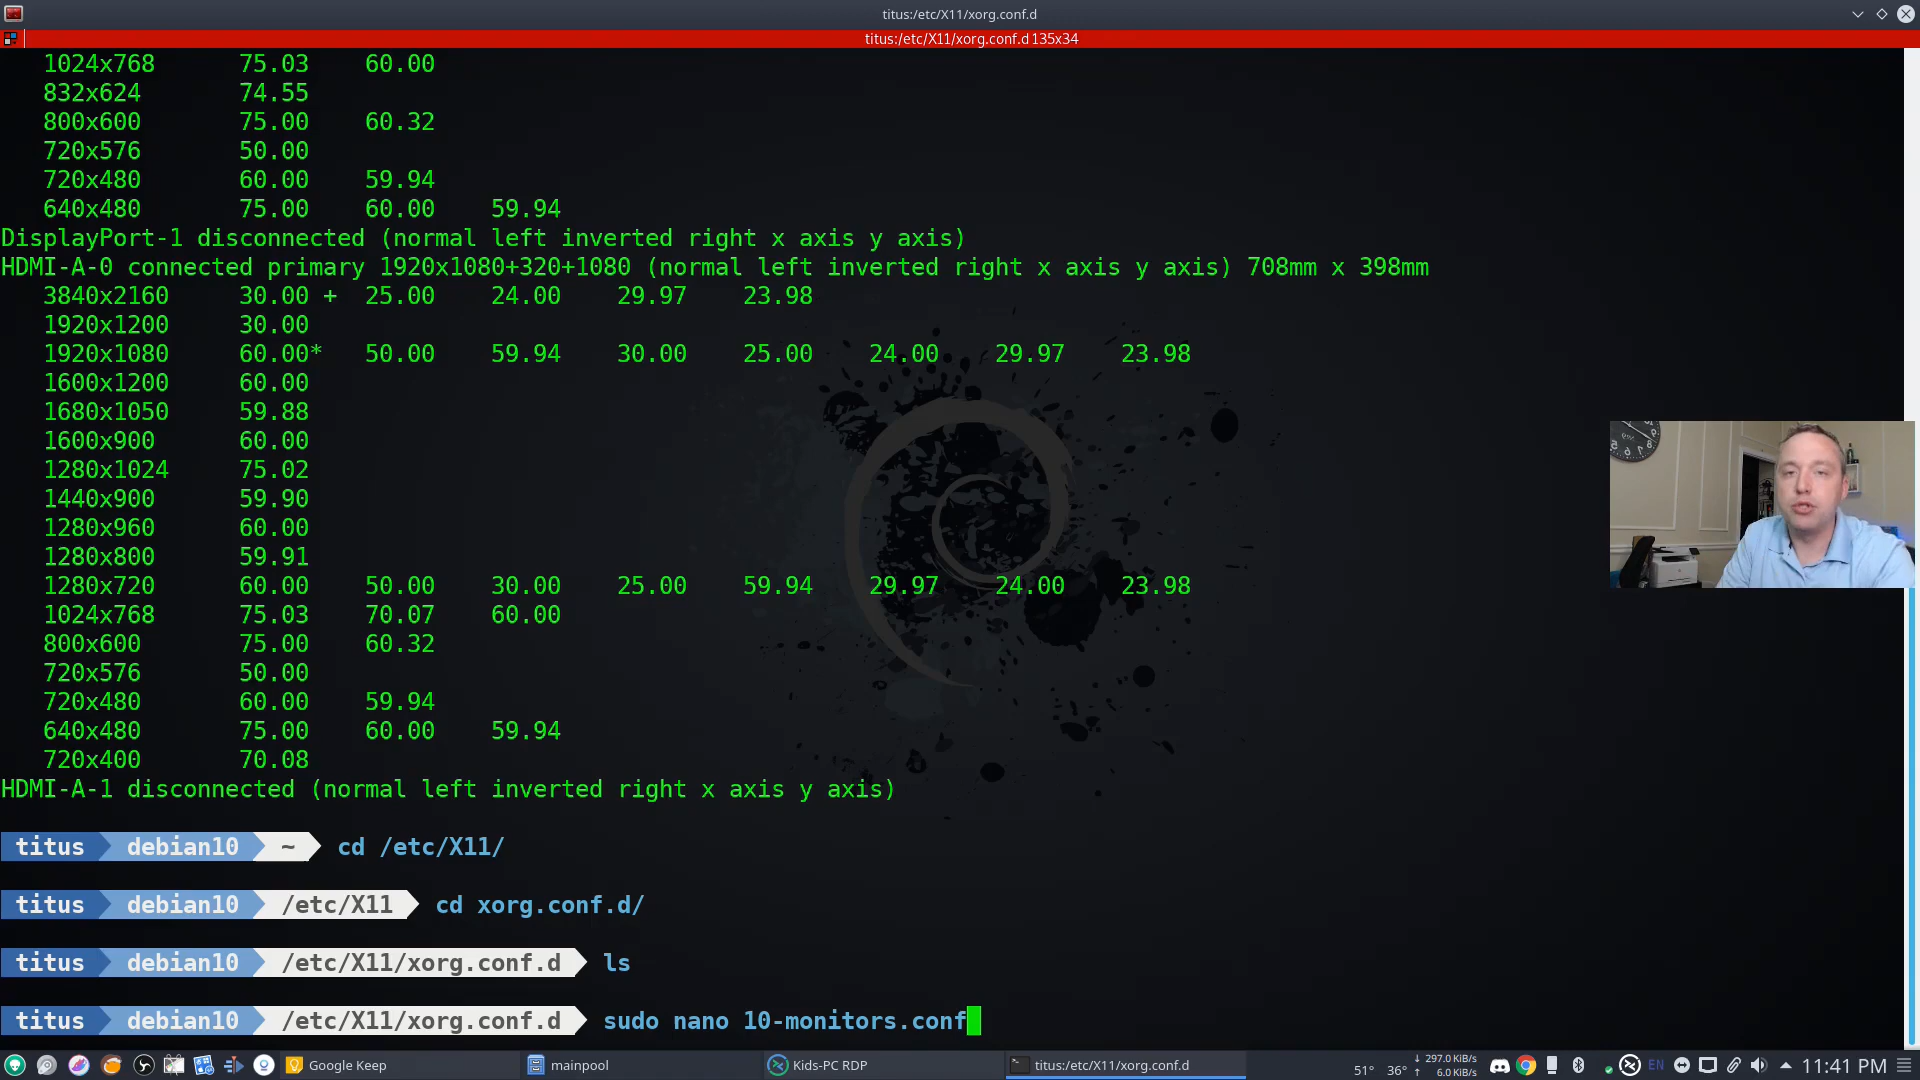 titus:/etc/X11/xorg.conf.d
titus:/etc/X11/xorg.conf.d 135x34
1024x768 75.03 60.00
832x624 74.55
800x600 75.00 60.32
720x576 50.00
720x480 60.00 59.94
640x480 75.00 60.00 59.94
DisplayPort-1 disconnected (normal left inverted right x axis y axis)
HDMI-A-0 connected primary 1920x1080+320+1080 (normal left inverted right x axis y axis) 708mm x 398mm
3840x2160 30.00 + 25.00 24.00 29.97 23.98
1920x1200 30.00
1920x1080 60.00* 50.00 59.94 30.00 25.00 24.00 29.97 23.98
1600x1200 60.00
1680x1050 59.88
1600x900 60.00
1280x1024 75.02
1440x900 59.90
1280x960 60.00
1280x800 59.91
1280x720 60.00 50.00 30.00 25.00 59.94 29.97 24.00 23.98
1024x768 75.03 70.07 60.00
800x600 75.00 60.32
720x576 50.00
720x480 60.00 59.94
640x480 75.00 60.00 59.94
720x400 70.08
HDMI-A-1 disconnected (normal left inverted right x axis y axis)
titus debian10 ~ cd /etc/X11/
titus debian10 /etc/X11 cd xorg.conf.d/
titus debian10 /etc/X11/xorg.conf.d ls
titus debian10 /etc/X11/xorg.conf.d sudo nano 10-monitors.conf
Google Keep mainpool Kids-PC RDP titus:/etc/X11/xorg.conf.d 51° 36° ↓ 297.0 KiB/s ↑ 6.0 KiB/s EN 11:41 PM